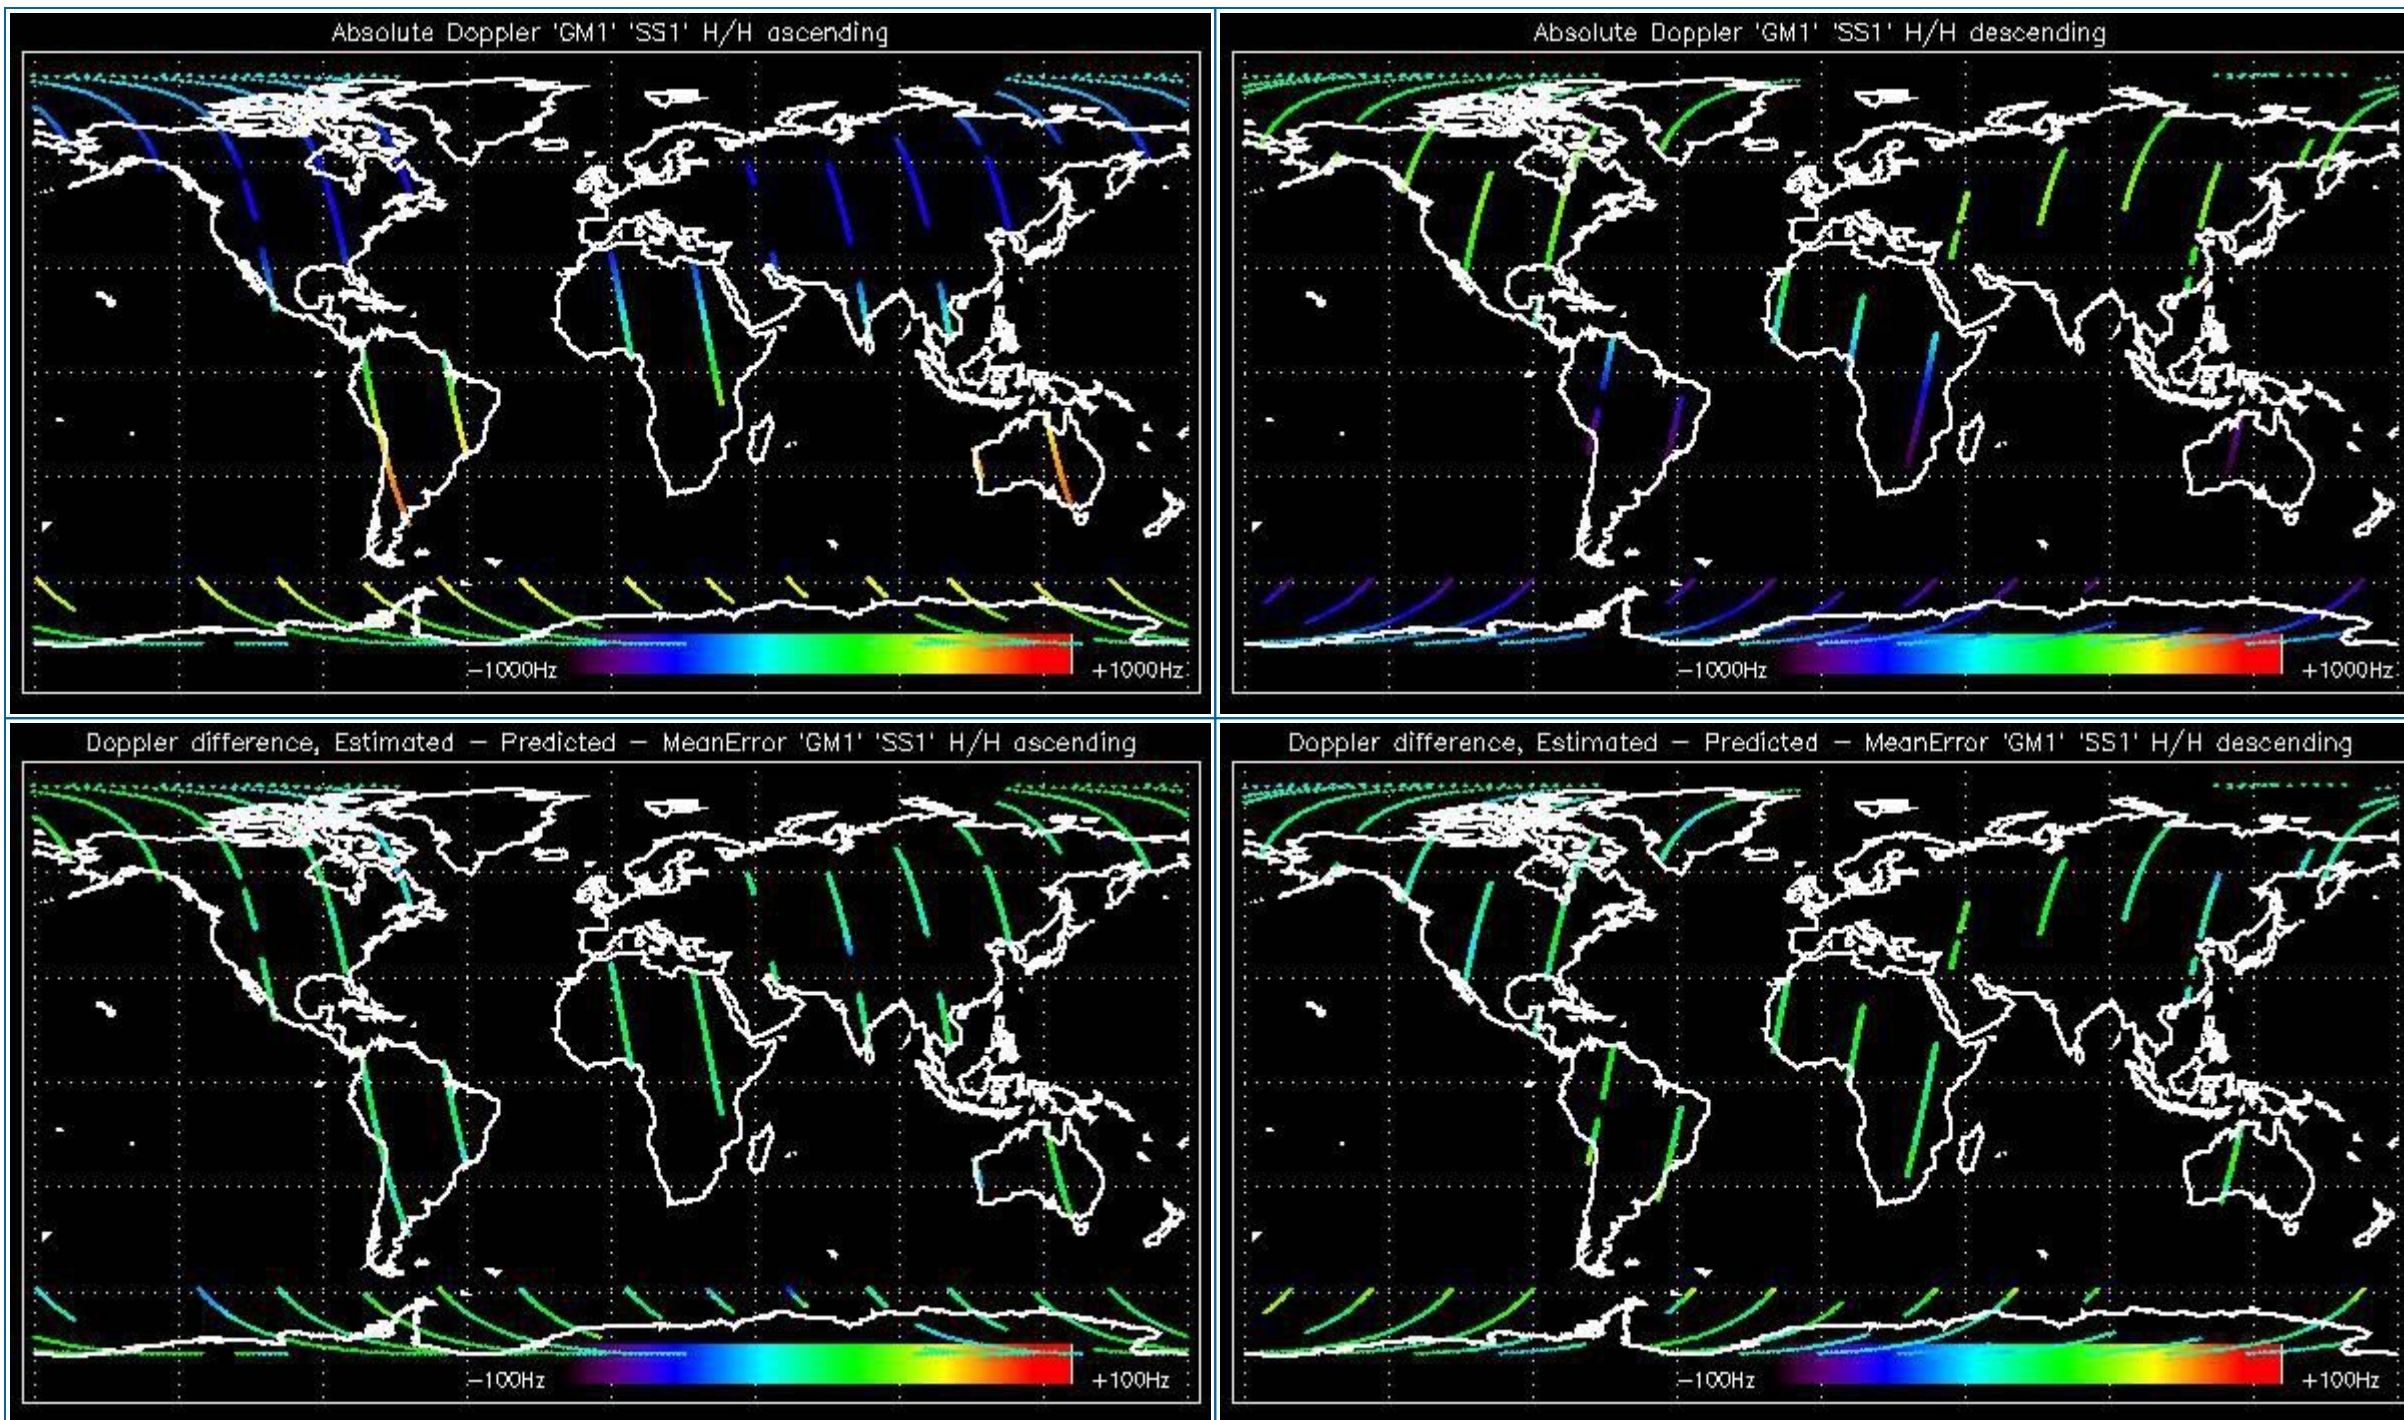 Absolute Doppler 'GM1' 'SS1' H/H ascending
-1000Hz
+1000Hz
Absolute Doppler 'GM1' 'SS1' H/H descending
-1000Hz
+1000Hz
Doppler difference, Estimated - Predicted - MeanError 'GM1' 'SS1' H/H ascending
-100Hz
+100Hz
Doppler difference, Estimated - Predicted - MeanError 'GM1' 'SS1' H/H descending
-100Hz
+100Hz